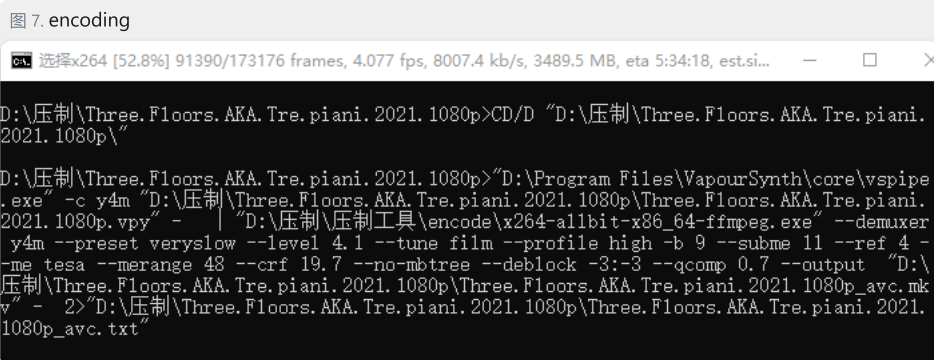 图 7. encoding
选择x264 [52.8%] 91390/173176 frames, 4.077 fps, 8007.4 kb/s, 3489.5 MB, eta 5:34:18, est.si...
D:\压制\Three.Floors.AKA.Tre.piani.2021.1080p>CD/D "D:\压制\Three.Floors.AKA.Tre.piani.
2021.1080p\"
D:\压制\Three.Floors.AKA.Tre.piani.2021.1080p>"D:\Program Files\VapourSynth\core\vspipe
.exe" -c y4m "D:\压制\Three.Floors.AKA.Tre.piani.2021.1080p\Three.Floors.AKA.Tre.piani.
2021.1080p.vpy" -   | "D:\压制\压制工具\encode\x264-allbit-x86_64-ffmpeg.exe" --demuxer
y4m --preset veryslow --level 4.1 --tune film --profile high -b 9 --subme 11 --ref 4 -
-me tesa --merange 48 --crf 19.7 --no-mbtree --deblock -3:-3 --qcomp 0.7 --output  "D:\
压制\Three.Floors.AKA.Tre.piani.2021.1080p\Three.Floors.AKA.Tre.piani.2021.1080p_avc.mk
v" -  2>"D:\压制\Three.Floors.AKA.Tre.piani.2021.1080p\Three.Floors.AKA.Tre.piani.2021.
1080p_avc.txt"